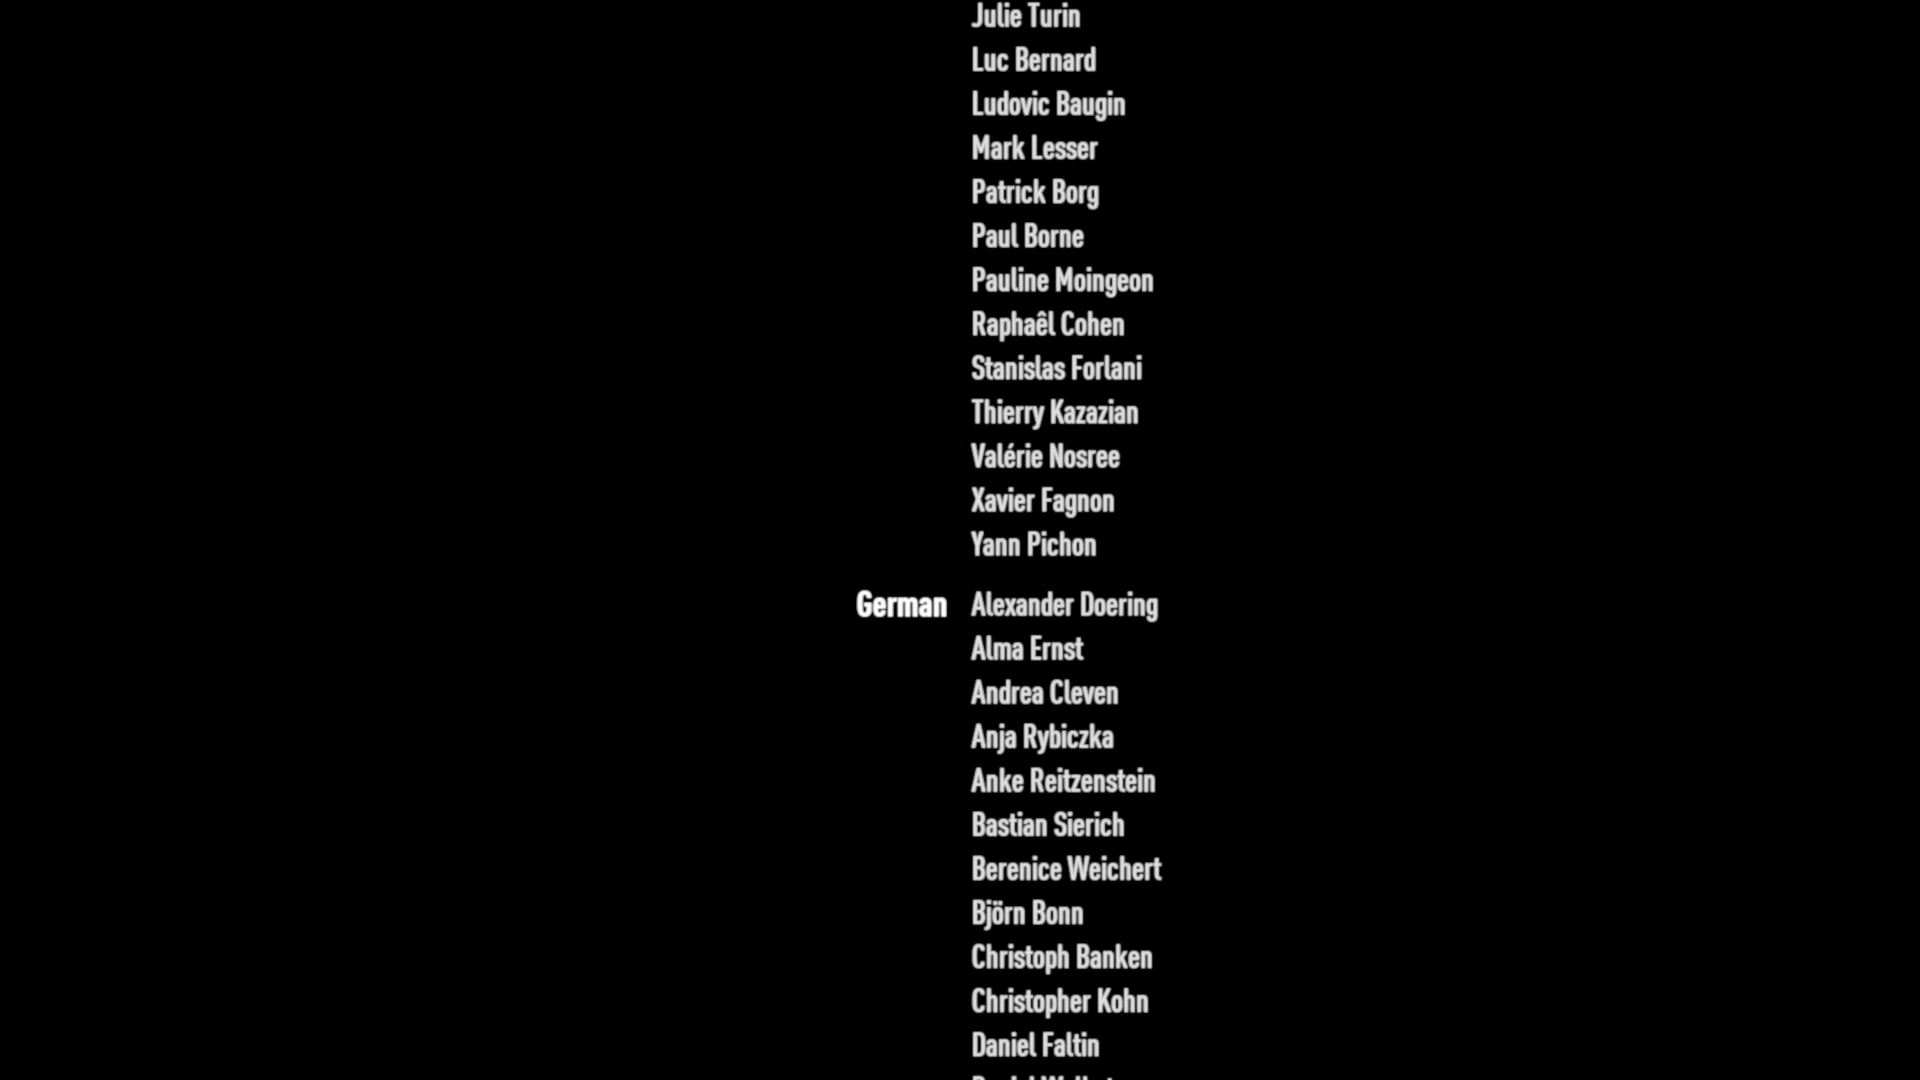 Julie Turin
Luc Bernard
Ludovic Baugin
Mark Lesser
Patrick Borg
Paul Borne
Pauline Moingeon
Raphaêl Cohen
Stanislas Forlani
Thierry Kazazian
Valérie Nosree
Xavier Fagnon
Yann Pichon
German Alexander Doering
Alma Ernst
Andrea Cleven
Anja Rybiczka
Anke Reitzenstein
Bastian Sierich
Berenice Weichert
Björn Bonn
Christoph Banken
Christopher Kohn
Daniel Faltin